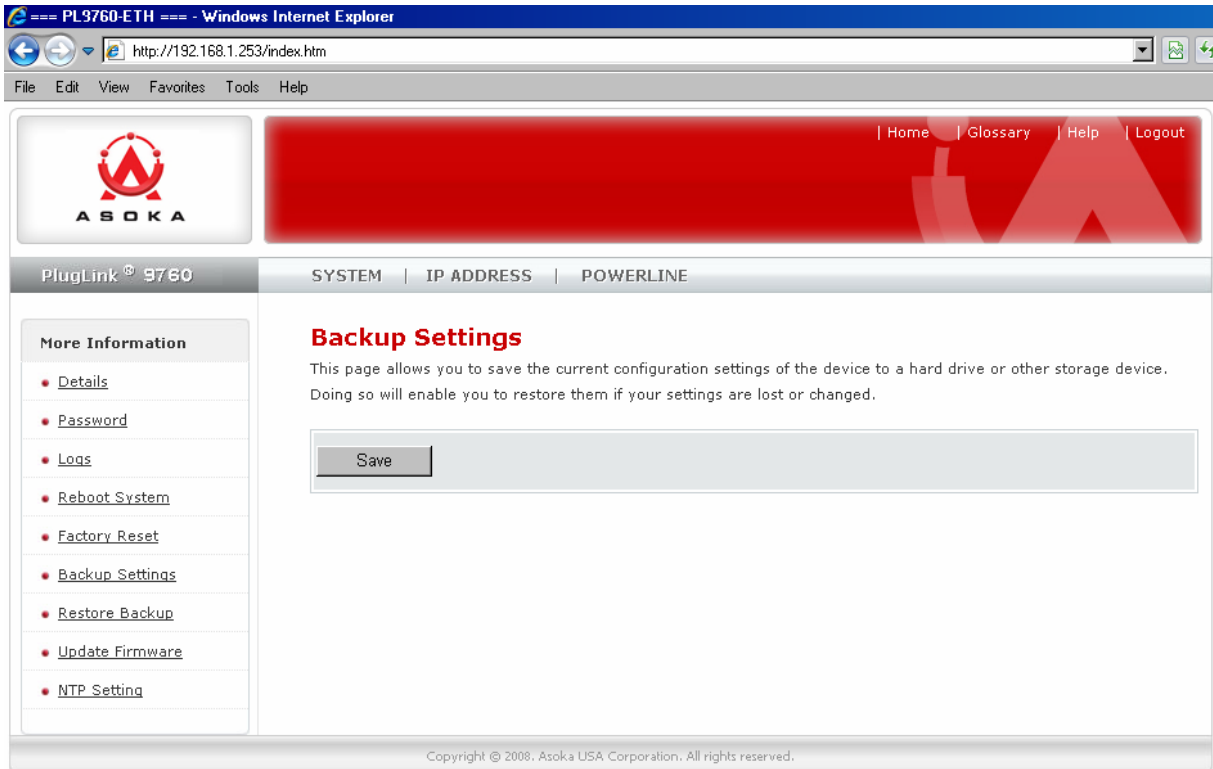 === PL9760-ETH === - Windows Internet Explorer
http://192.168.1.253/index.htm
File Edit View Favorites Tools Help
| Home | Glossary | Help | Logout
ASOKA
PlugLink ® 9760
SYSTEM | IP ADDRESS | POWERLINE
More Information
Details
Password
Logs
Reboot System
Factory Reset
Backup Settings
Restore Backup
Update Firmware
NTP Setting
Backup Settings
This page allows you to save the current configuration settings of the device to a hard drive or other storage device.
Doing so will enable you to restore them if your settings are lost or changed.
Save
Copyright © 2008. Asoka USA Corporation. All rights reserved.